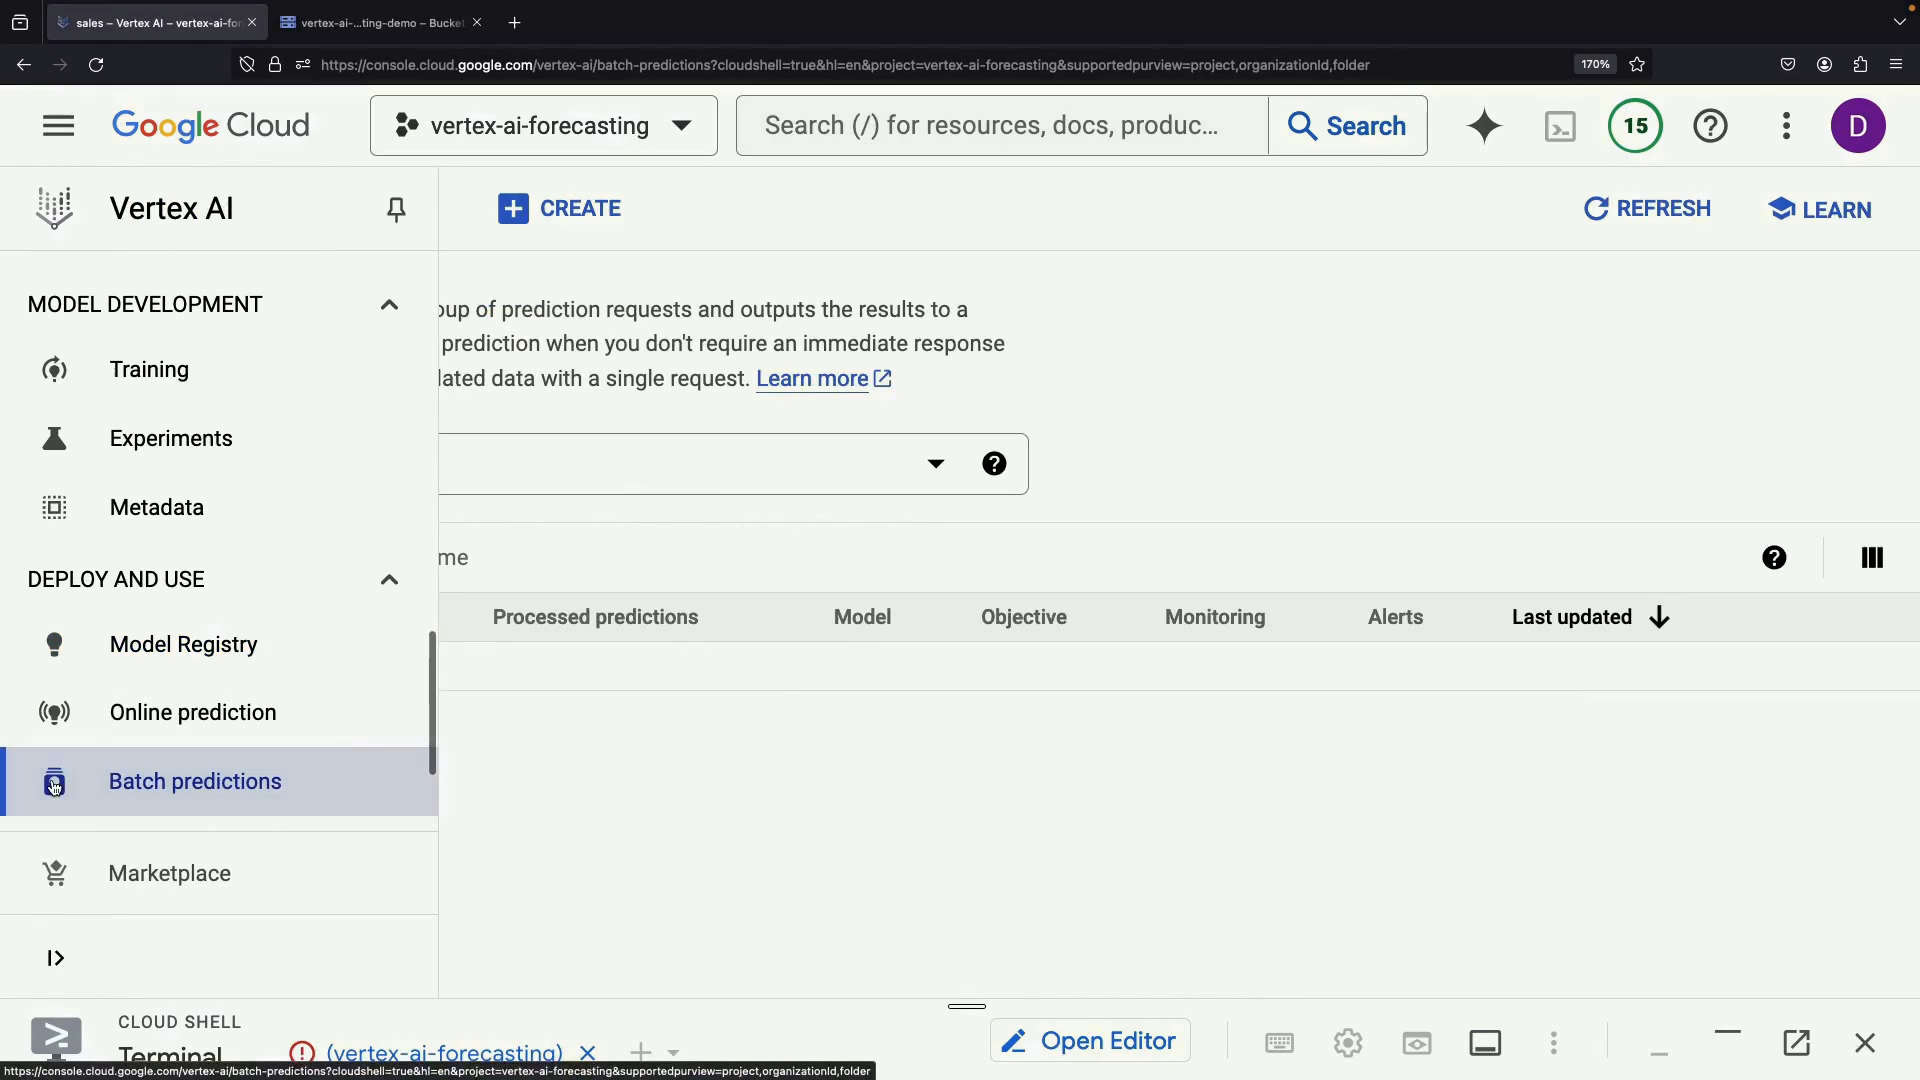 sales – Vertex AI – vertex-ai-for
vertex-ai-...ting-demo – Bucke
https://console.cloud.google.com/vertex-ai/batch-predictions?cloudshell=true&hl=en&project=vertex-ai-forecasting&supportedpurview=project,organizationId,folder
170%
Google Cloud
vertex-ai-forecasting
Search (/) for resources, docs, produc...
Search
15
D
Vertex AI
CREATE
REFRESH
LEARN
MODEL DEVELOPMENT
Training
Experiments
Metadata
DEPLOY AND USE
Model Registry
Online prediction
Batch predictions
Marketplace
oup of prediction requests and outputs the results to a
prediction when you don't require an immediate response
lated data with a single request. Learn more
me
Processed predictions
Model
Objective
Monitoring
Alerts
Last updated
CLOUD SHELL
Terminal
(vertex-ai-forecasting)
Open Editor
https://console.cloud.google.com/vertex-ai/batch-predictions?cloudshell=true&hl=en&project=vertex-ai-forecasting&supportedpurview=project,organizationId,folder